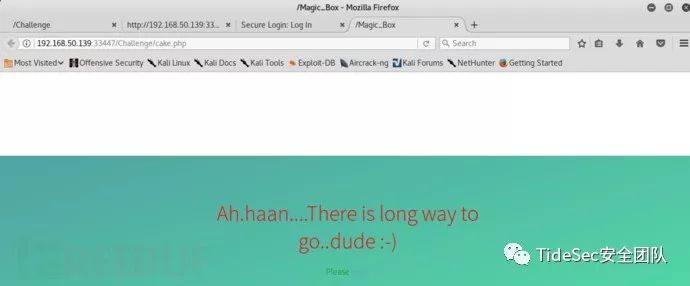 /Magic_Box - Mozilla Firefox
/Challenge
http://192.168.50.139:33...
Secure Login: Log In
/Magic_Box
192.168.50.139:33447/Challenge/cake.php
Search
Most Visited
Offensive Security
Kali Linux
Kali Docs
Kali Tools
Exploit-DB
Aircrack-ng
Kali Forums
NetHunter
Getting Started
Ah.haan....There is long way to
go..dude :-)
Please
TideSec安全团队